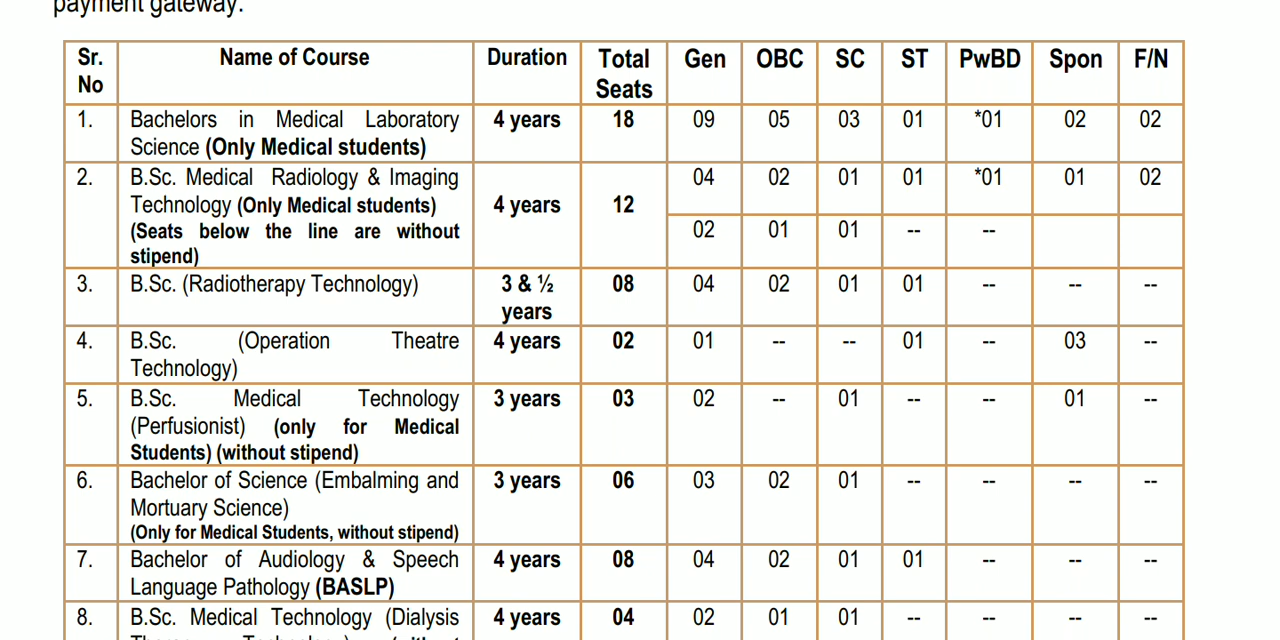 payment gateway.
Sr. No Name of Course Duration Total Seats Gen OBC SC ST PwBD Spon F/N
1. Bachelors in Medical Laboratory 4 years 18 09 05 03 01 *01 02 02
Science (Only Medical students)
2. B.Sc. Medical Radiology & Imaging 04 02 01 01 *01 01 02
Technology (Only Medical students) 4 years 12
(Seats below the line are without 02 01 01 -- --
stipend)
3. B.Sc. (Radiotherapy Technology) 3 & ½ 08 04 02 01 01 -- -- --
years
4. B.Sc. (Operation Theatre 4 years 02 01 -- -- 01 -- 03 --
Technology)
5. B.Sc. Medical Technology 3 years 03 02 -- 01 -- -- 01 --
(Perfusionist) (only for Medical
Students) (without stipend)
6. Bachelor of Science (Embalming and 3 years 06 03 02 01 -- -- -- --
Mortuary Science)
(Only for Medical Students, without stipend)
7. Bachelor of Audiology & Speech 4 years 08 04 02 01 01 -- -- --
Language Pathology (BASLP)
8. B.Sc. Medical Technology (Dialysis 4 years 04 02 01 01 -- -- -- --